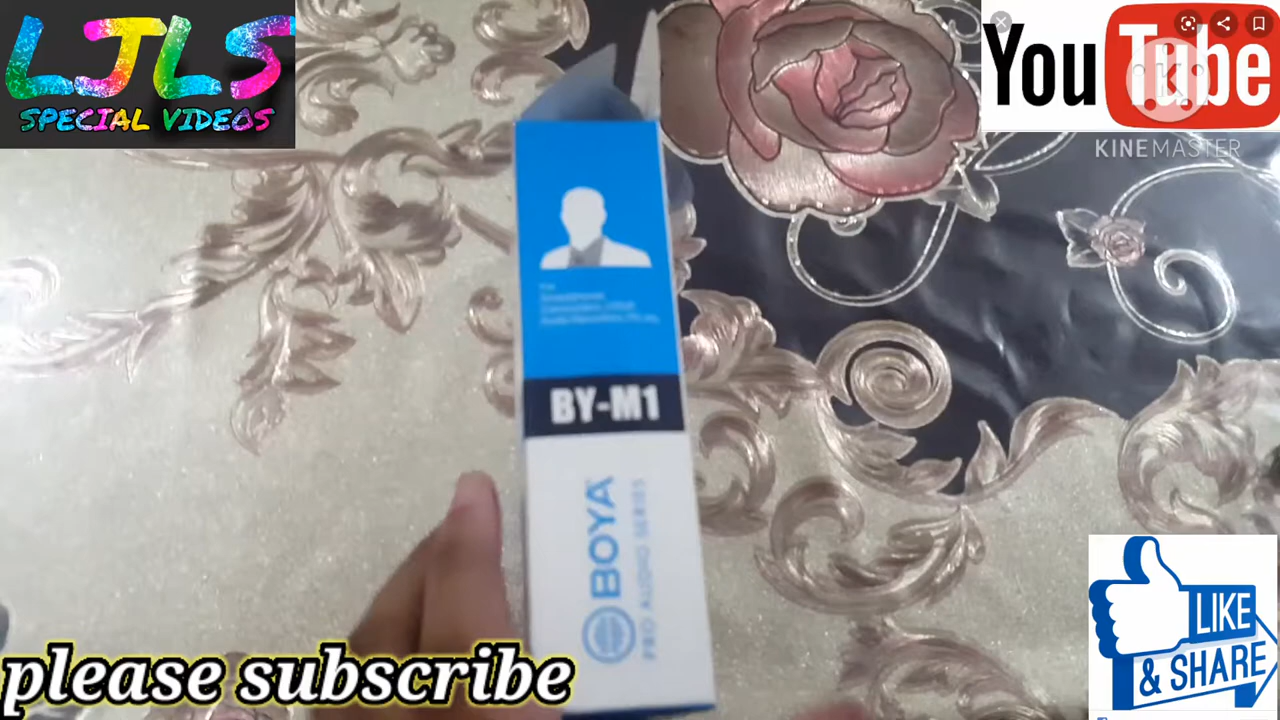 LJLS
SPECIAL VIDEOS
YouTube
KINEMASTER
BY-M1
BOYA
PRO AUDIO SERIES
LIKE
& SHARE
please subscribe